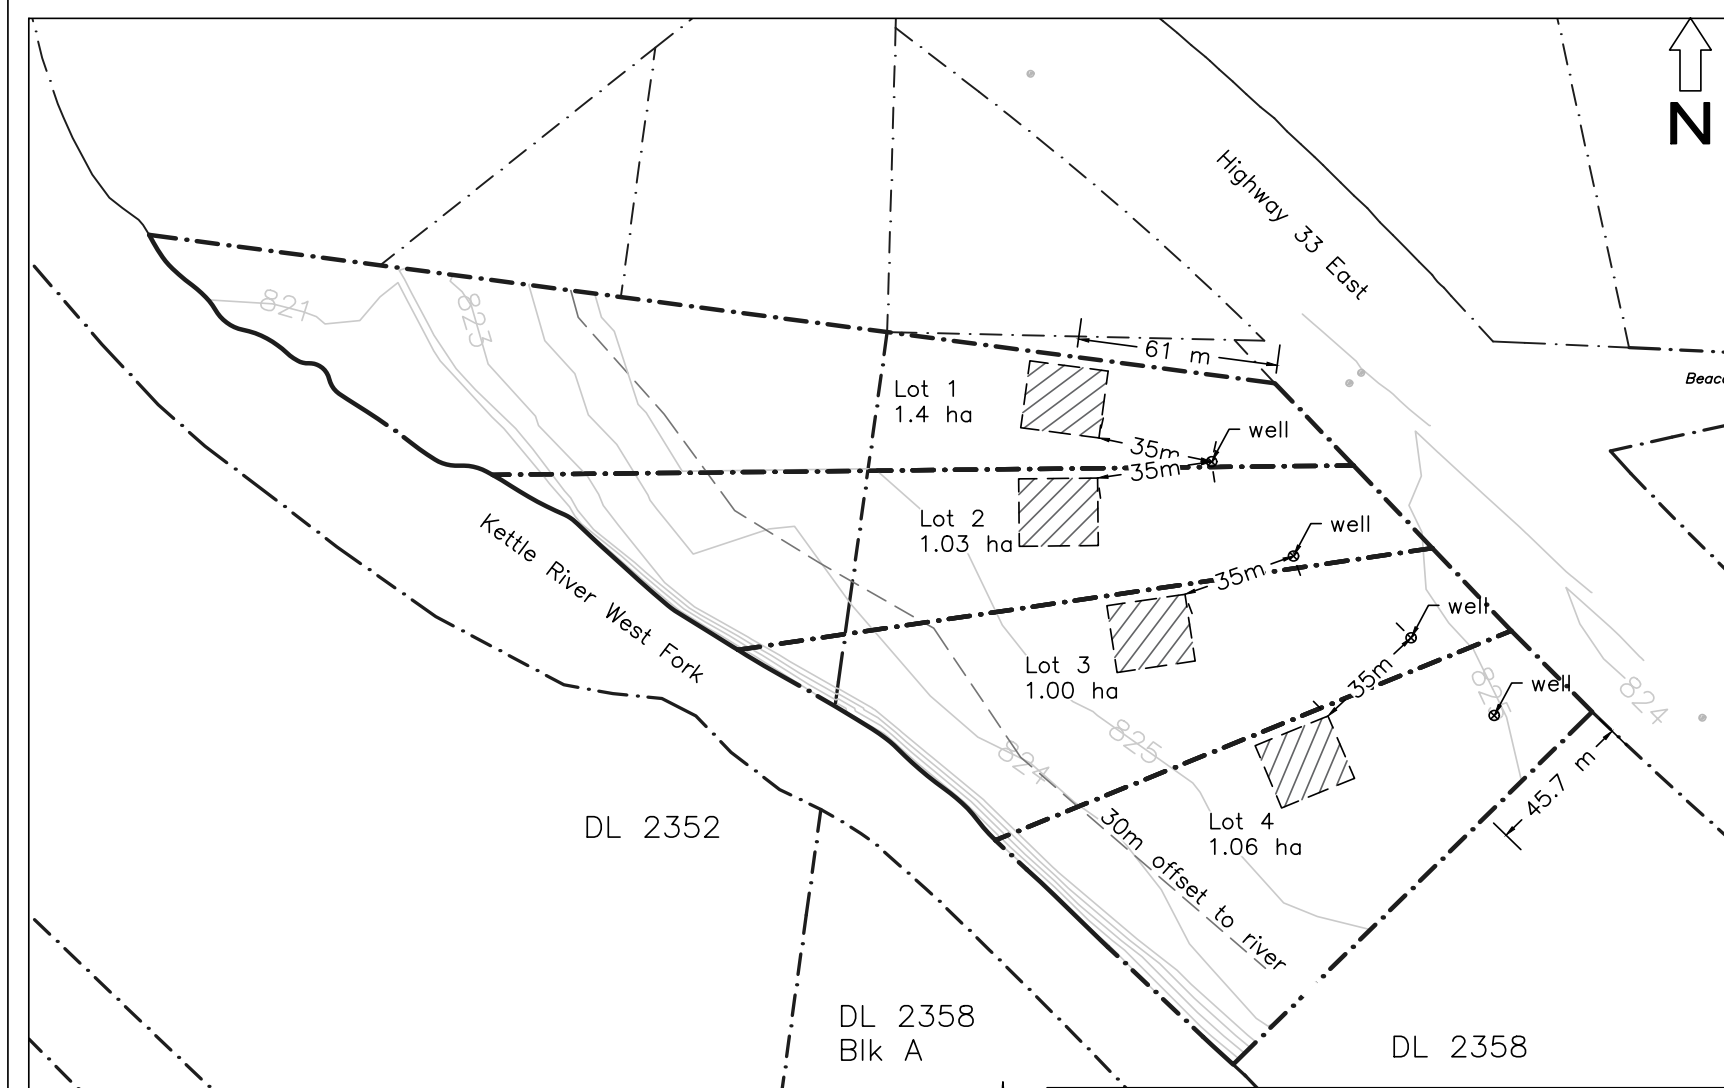 N
Highway 33 East
821
823
61 m
Beaco
Lot 1
1.4 ha
well
35m
35m
Lot 2
1.03 ha
well
Kettle River West Fork
35m
well
Lot 3
1.00 ha
35m
well
825
824
825
824
45.7 m
DL 2352
30m offset to river
Lot 4
1.06 ha
DL 2358
Blk A
DL 2358